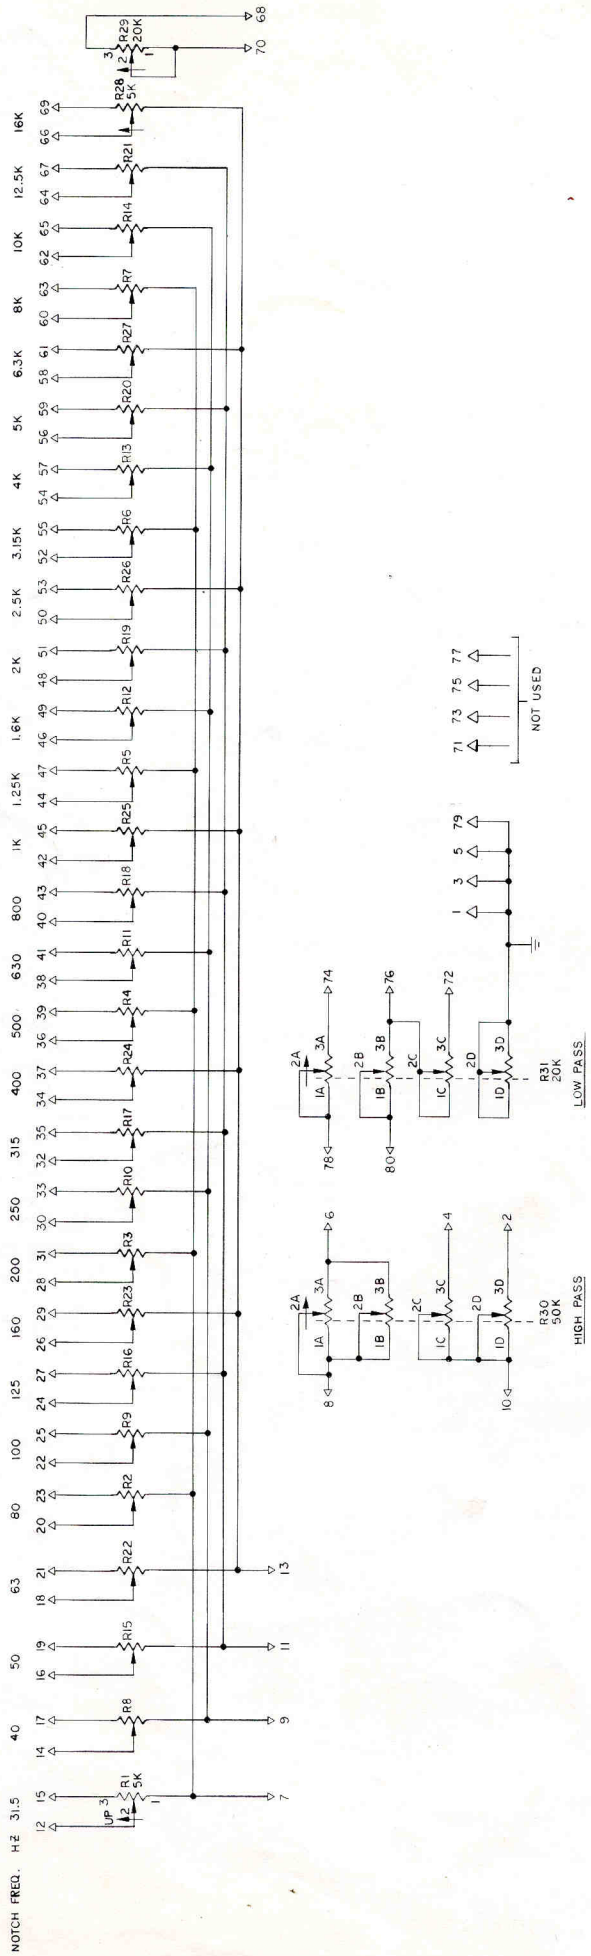 NOTCH FREQ. HZ 31.5 40 50 63 80 100 125 160 200 250 315 400 500 630 800 1K 1.25K 1.6K 2K 2.5K 3.15K 4K 5K 6.3K 8K 10K 12.5K 16K
12 15 14 17 16 19 18 21 20 23 22 25 24 27 26 29 28 31 30 33 32 35 34 37 36 39 38 41 40 43 42 45 44 47 46 49 48 51 50 53 52 55 54 57 56 59 58 61 60 63 62 65 64 67 66 69
UP 3 2 1
R1 R8 R15 R22 R2 R9 R16 R23 R3 R10 R17 R24 R4 R11 R18 R25 R5 R12 R19 R26 R6 R13 R20 R27 R7 R14 R21 R28 R29
5K 5K 20K
3 2 1
7 9 11 13 70 68
8 1A 2A 3A 6
1B 2B 3B
1C 2C 3C 4
10 1D 2D 3D 2
R30
50K
HIGH PASS
78 1A 2A 3A 74
80 1B 2B 3B 76
1C 2C 3C 72
1D 2D 3D
R31
20K
LOW PASS
1 3 5 79
71 73 75 77
NOT USED